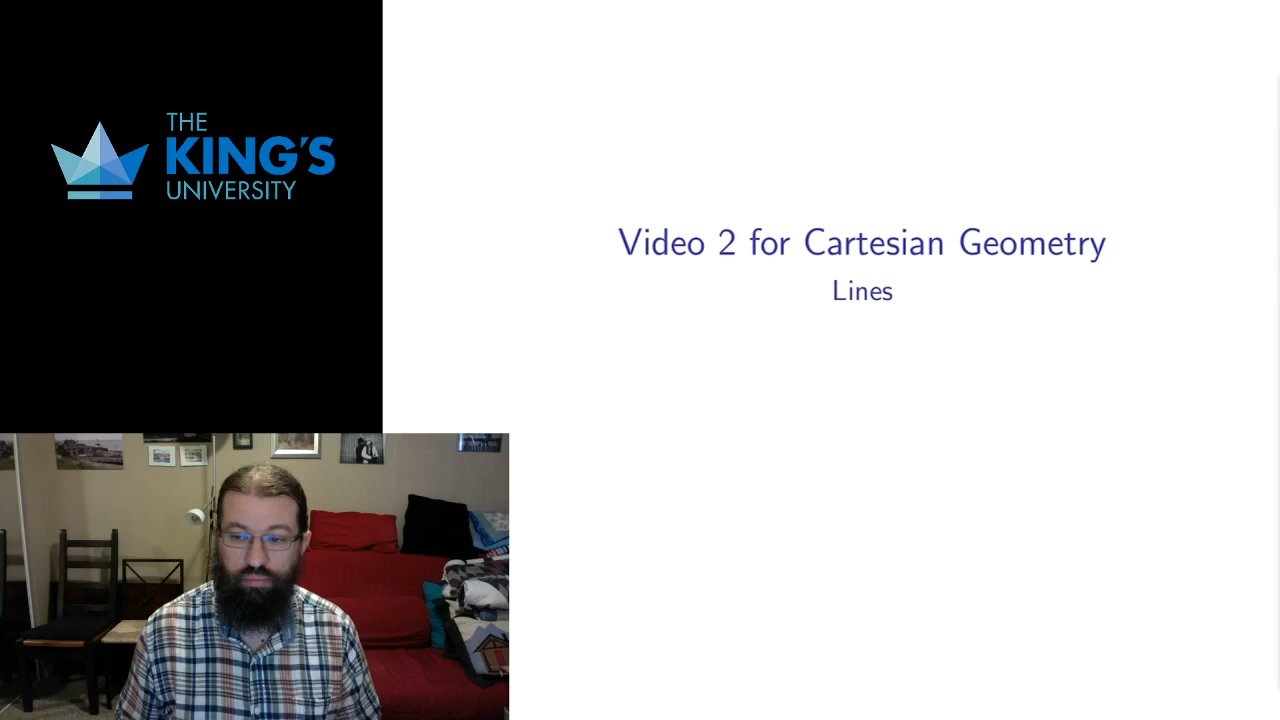 THE
KING'S
UNIVERSITY
Video 2 for Cartesian Geometry
Lines